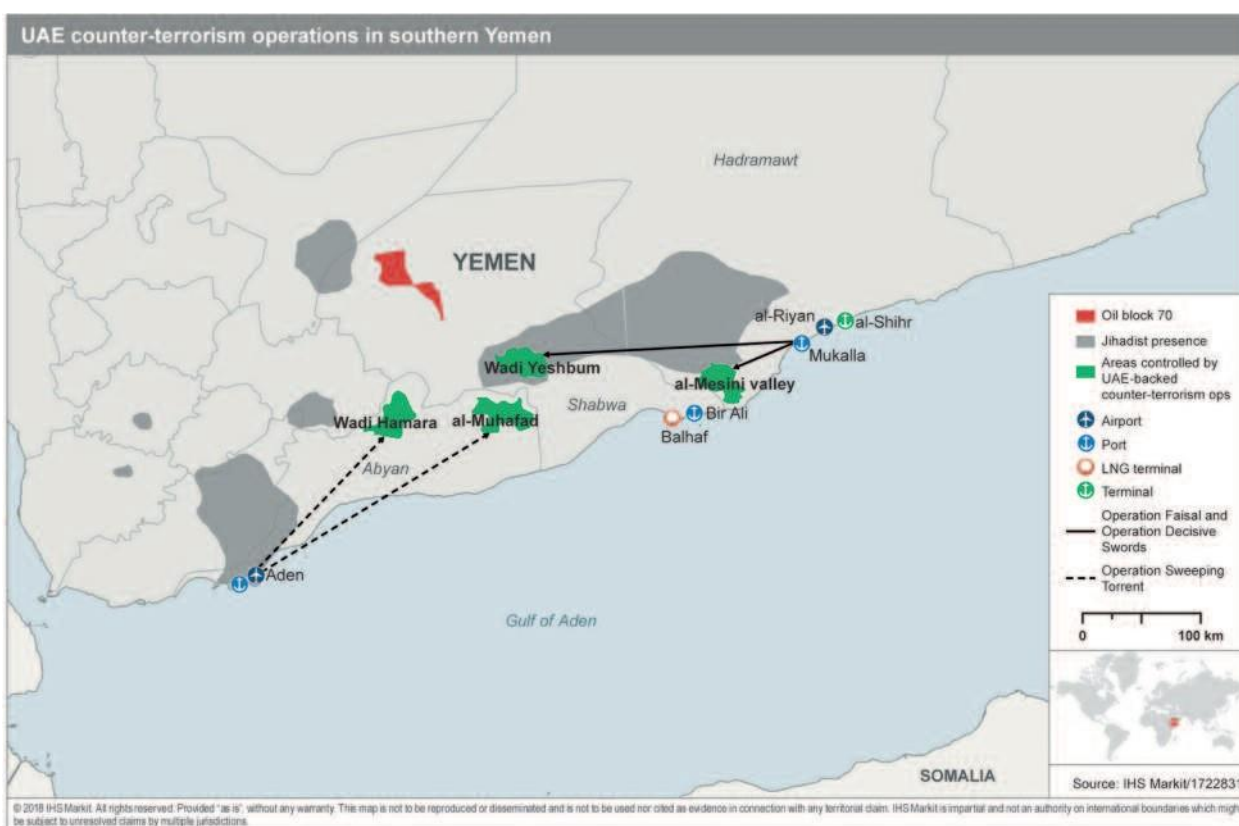 UAE counter-terrorism operations in southern Yemen
Hadramawt
YEMEN
al-Riyan
al-Shihr
Mukalla
Wadi Yeshbum
al-Mesini valley
Shabwa
Bir Ali
Balhaf
Wadi Hamara
al-Muhafad
Abyan
Aden
Gulf of Aden
SOMALIA
Oil block 70
Jihadist presence
Areas controlled by
UAE-backed
counter-terrorism ops
Airport
Port
LNG terminal
Terminal
Operation Faisal and
Operation Decisive
Swords
Operation Sweeping
Torrent
0 100 km
Source: IHS Markit/1722831
© 2018 IHS Markit. All rights reserved. Provided "as is", without any warranty. This map is not to be reproduced or disseminated and is not to be used nor cited as evidence in connection with any territorial claim. IHS Markit is impartial and not an authority on international boundaries which migh
be subject to unresolved claims by multiple jurisdictions.